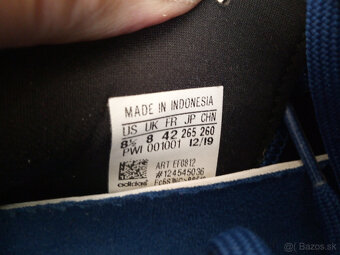 MADE IN INDONESIA
US UK FR JP CHN
8½ 8 42 265 260
PWI 001001 12/19
ART EF0812
#124545036
adidas
Bazos.sk